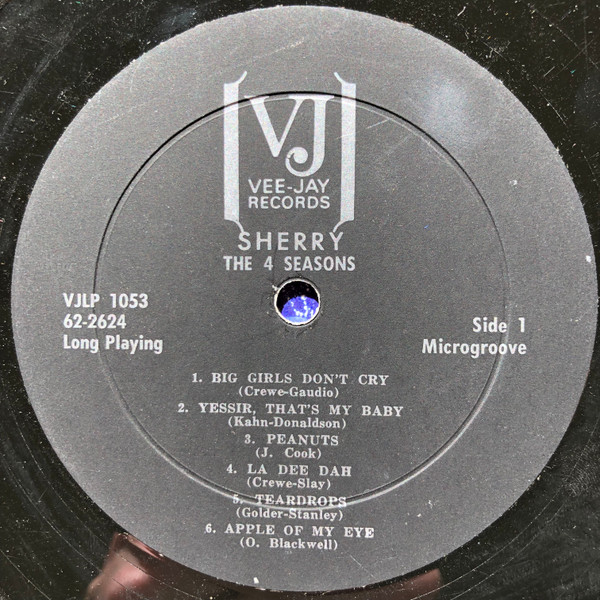 VJ
VEE-JAY
RECORDS
SHERRY
THE 4 SEASONS
VJLP 1053
62-2624
Long Playing
Side 1
Microgroove
1. BIG GIRLS DON'T CRY
(Crewe-Gaudio)
2. YESSIR, THAT'S MY BABY
(Kahn-Donaldson)
3. PEANUTS
(J. Cook)
4. LA DEE DAH
(Crewe-Slay)
5. TEARDROPS
(Golder-Stanley)
6. APPLE OF MY EYE
(O. Blackwell)